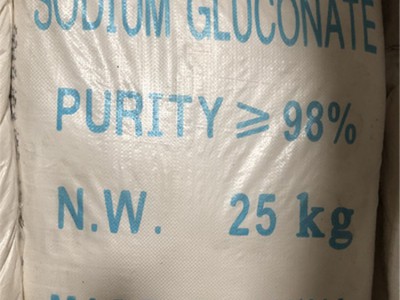 SODIUM GLUCONATE
PURITY ≥ 98%
N.W. 25 kg